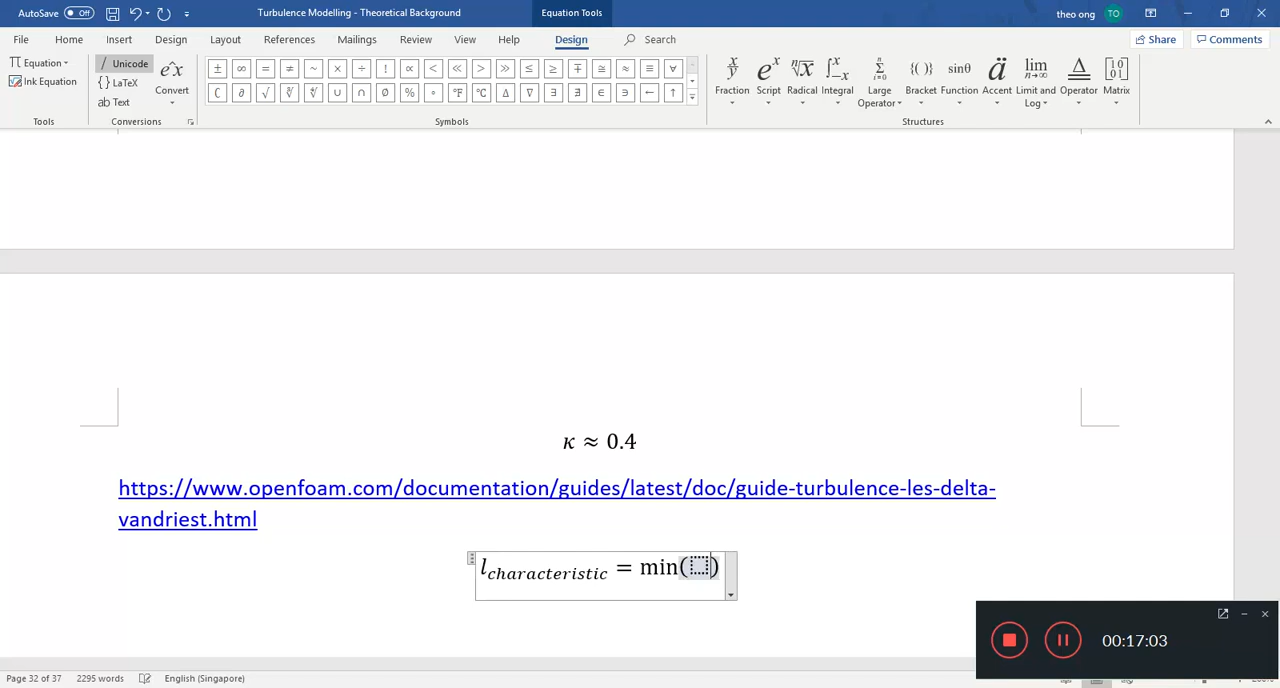 AutoSave Off Turbulence Modelling - Theoretical Background Equation Tools theo ong TO
File Home Insert Design Layout References Mailings Review View Help Design Search Share Comments
π Equation / Unicode ± ∞ = ≠ ~ × ÷ ! ∝ < ≪ > ≫ ≤ ≥ ∓ ≅ ≈ ≡ ∀
Ink Equation LaTeX Convert Fraction Script Radical Integral Large Operator Bracket Function Accent Limit and Log Operator Matrix
ab Text ∁ ∂ √ ∛ ∜ ∪ ∩ ∅ % ° °F °C ∆ ∇ ∃ ∄ ∈ ∋ ← ↑
Tools Conversions Symbols Structures
κ ≈ 0.4
https://www.openfoam.com/documentation/guides/latest/doc/guide-turbulence-les-delta-
vandriest.html
l_characteristic = min( )
00:17:03
Page 32 of 37 2295 words English (Singapore)